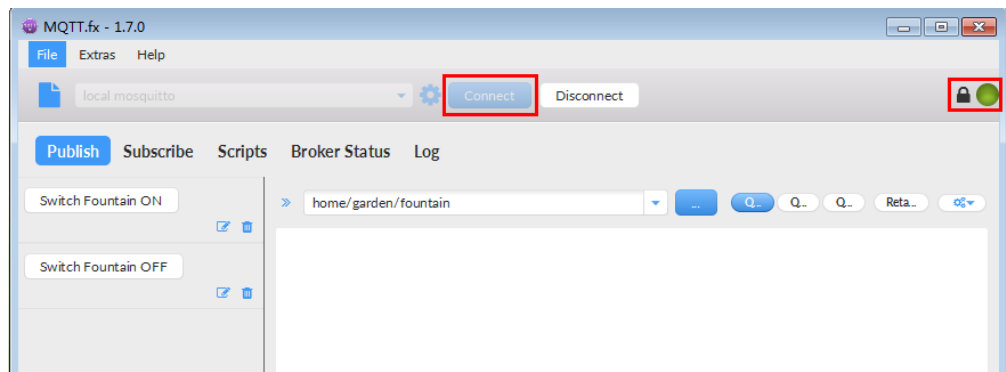 MQTT.fx - 1.7.0
File Extras Help
local mosquitto Connect Disconnect
Publish Subscribe Scripts Broker Status Log
Switch Fountain ON
» home/garden/fountain ... Q... Q... Q... Reta...
Switch Fountain OFF